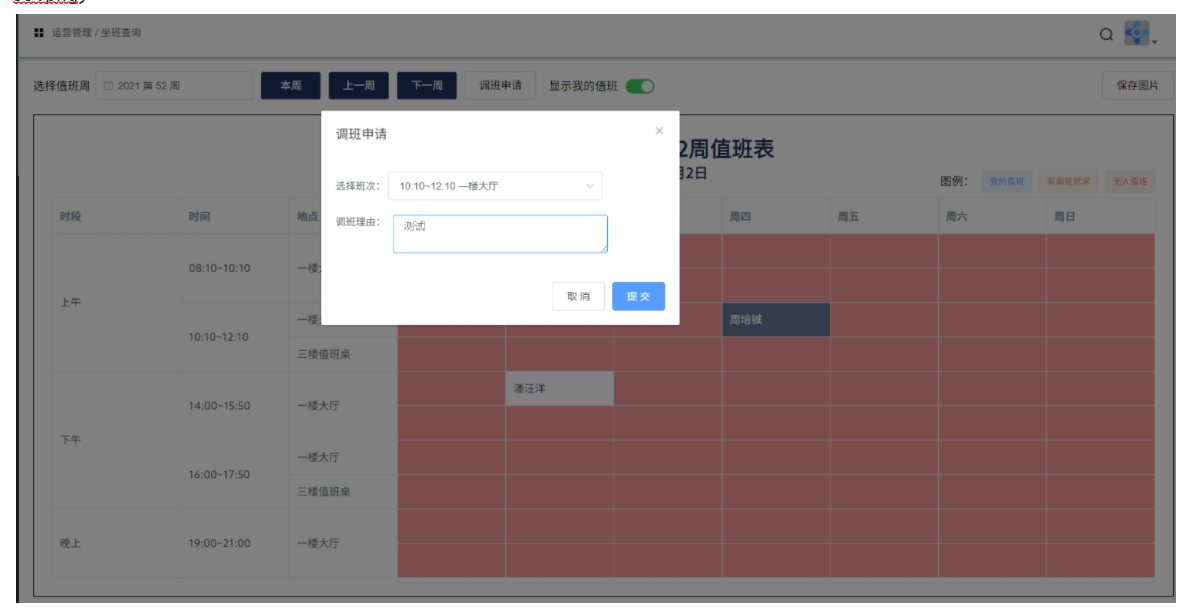 运营管理 / 坐班查询
选择值班周 2021 第 52 周 本周 上一周 下一周 调班申请 显示我的值班 保存图片
调班申请
2周值班表
月2日
选择班次： 10:10~12:10 —楼大厅
图例： 我的值班 有调班需求 无人值班
调班理由： 测试
时段 时间 地点 周四 周五 周六 周日
取 消 提 交
上午
08:10~10:10 一楼
10:10~12:10 一楼
周培铖
三楼值班桌
下午
潘汪洋
14:00~15:50 一楼大厅
16:00~17:50 一楼大厅
三楼值班桌
晚上 19:00~21:00 一楼大厅